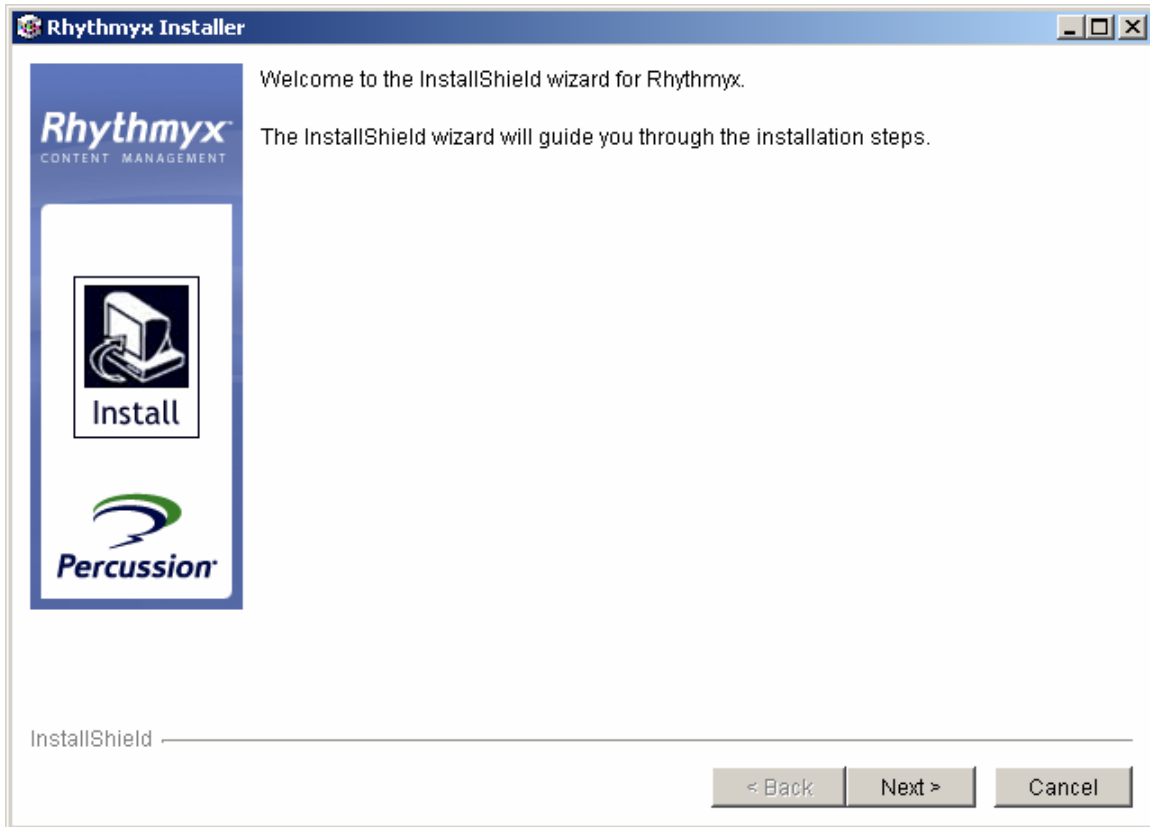 Rhythmyx Installer
Rhythmyx
CONTENT MANAGEMENT
Install
Percussion
Welcome to the InstallShield wizard for Rhythmyx.
The InstallShield wizard will guide you through the installation steps.
InstallShield
< Back
Next >
Cancel